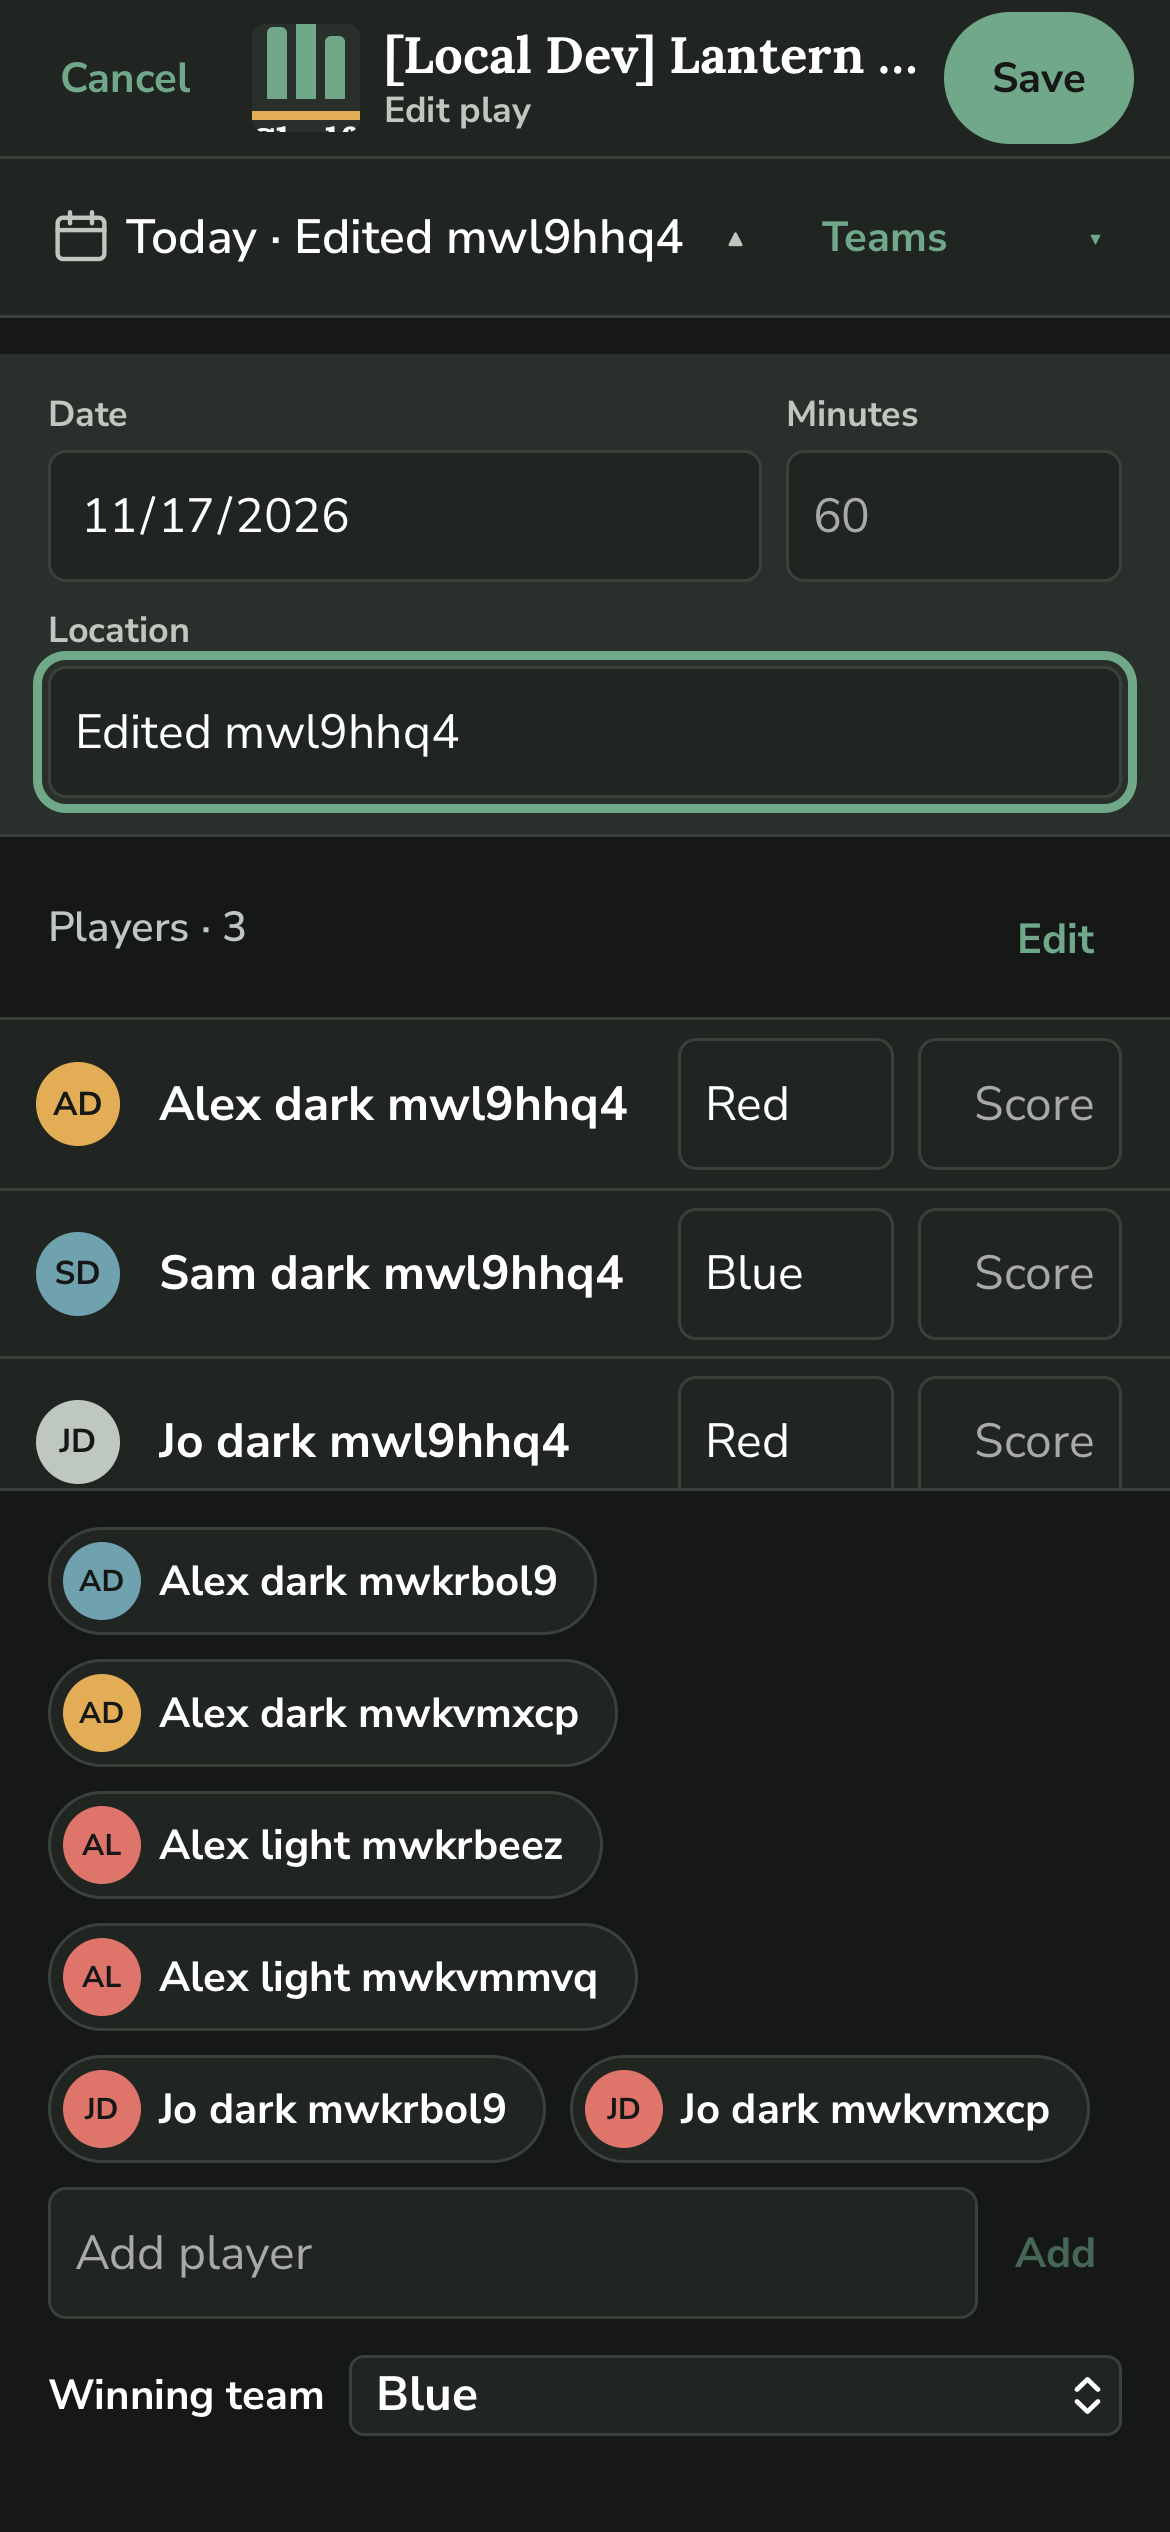 Cancel
[Local Dev] Lantern ...
Edit play
Save
Today · Edited mwl9hhq4
Teams
Date
Minutes
11/17/2026
60
Location
Edited mwl9hhq4
Players · 3
Edit
AD Alex dark mwl9hhq4 Red Score
SD Sam dark mwl9hhq4 Blue Score
JD Jo dark mwl9hhq4 Red Score
AD Alex dark mwkrbol9
AD Alex dark mwkvmxcp
AL Alex light mwkrbeez
AL Alex light mwkvmmvq
JD Jo dark mwkrbol9 JD Jo dark mwkvmxcp
Add player
Add
Winning team Blue